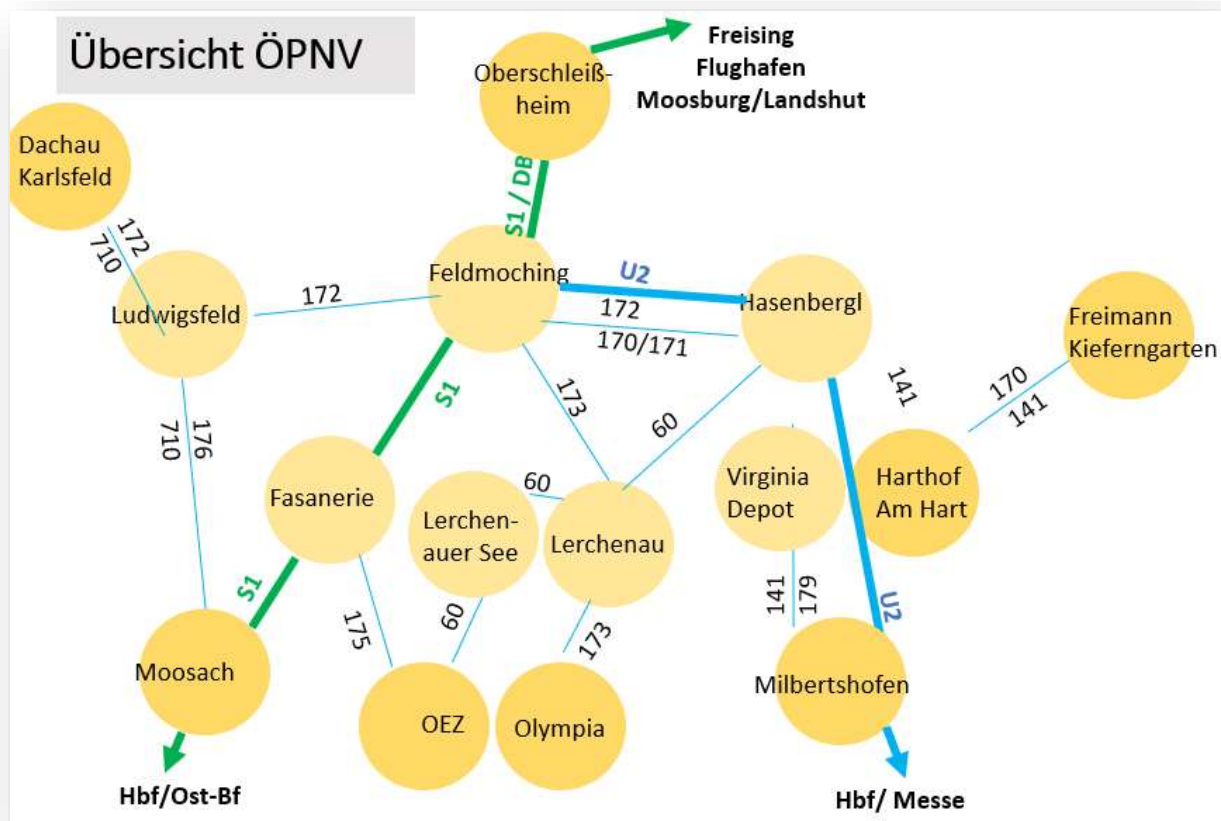 Übersicht ÖPNV
Freising
Flughafen
Moosburg/Landshut
Oberschleiß-
heim
Dachau
Karlsfeld
S1 / DB
172
710
Feldmoching
U2
Hasenbergl
Ludwigsfeld
172
172
170/171
Freimann
Kieferngarten
170
141
141
S1
173
60
176
710
Fasanerie
60
Lerchen-
auer See
Lerchenau
Virginia
Depot
Harthof
Am Hart
S1
175
60
173
141
179
U2
Moosach
OEZ
Olympia
Milbertshofen
Hbf/Ost-Bf
Hbf/ Messe